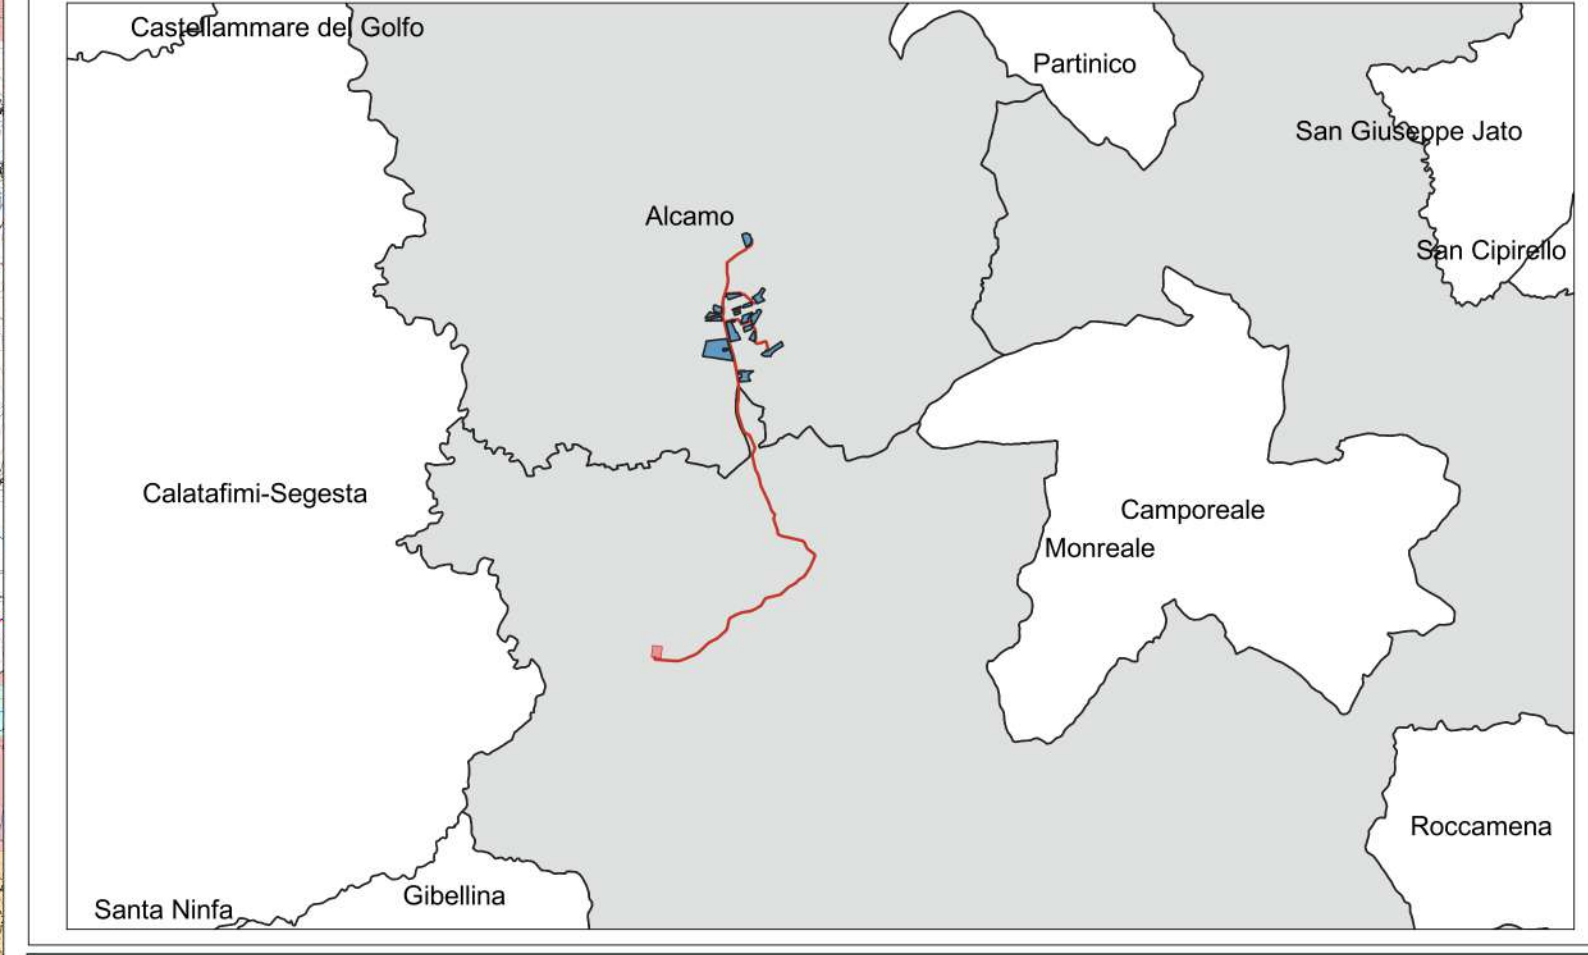 Castellammare del Golfo
Partinico
San Giuseppe Jato
Alcamo
San Cipirello
Calatafimi-Segesta
Camporeale
Monreale
Roccamena
Gibellina
Santa Ninfa